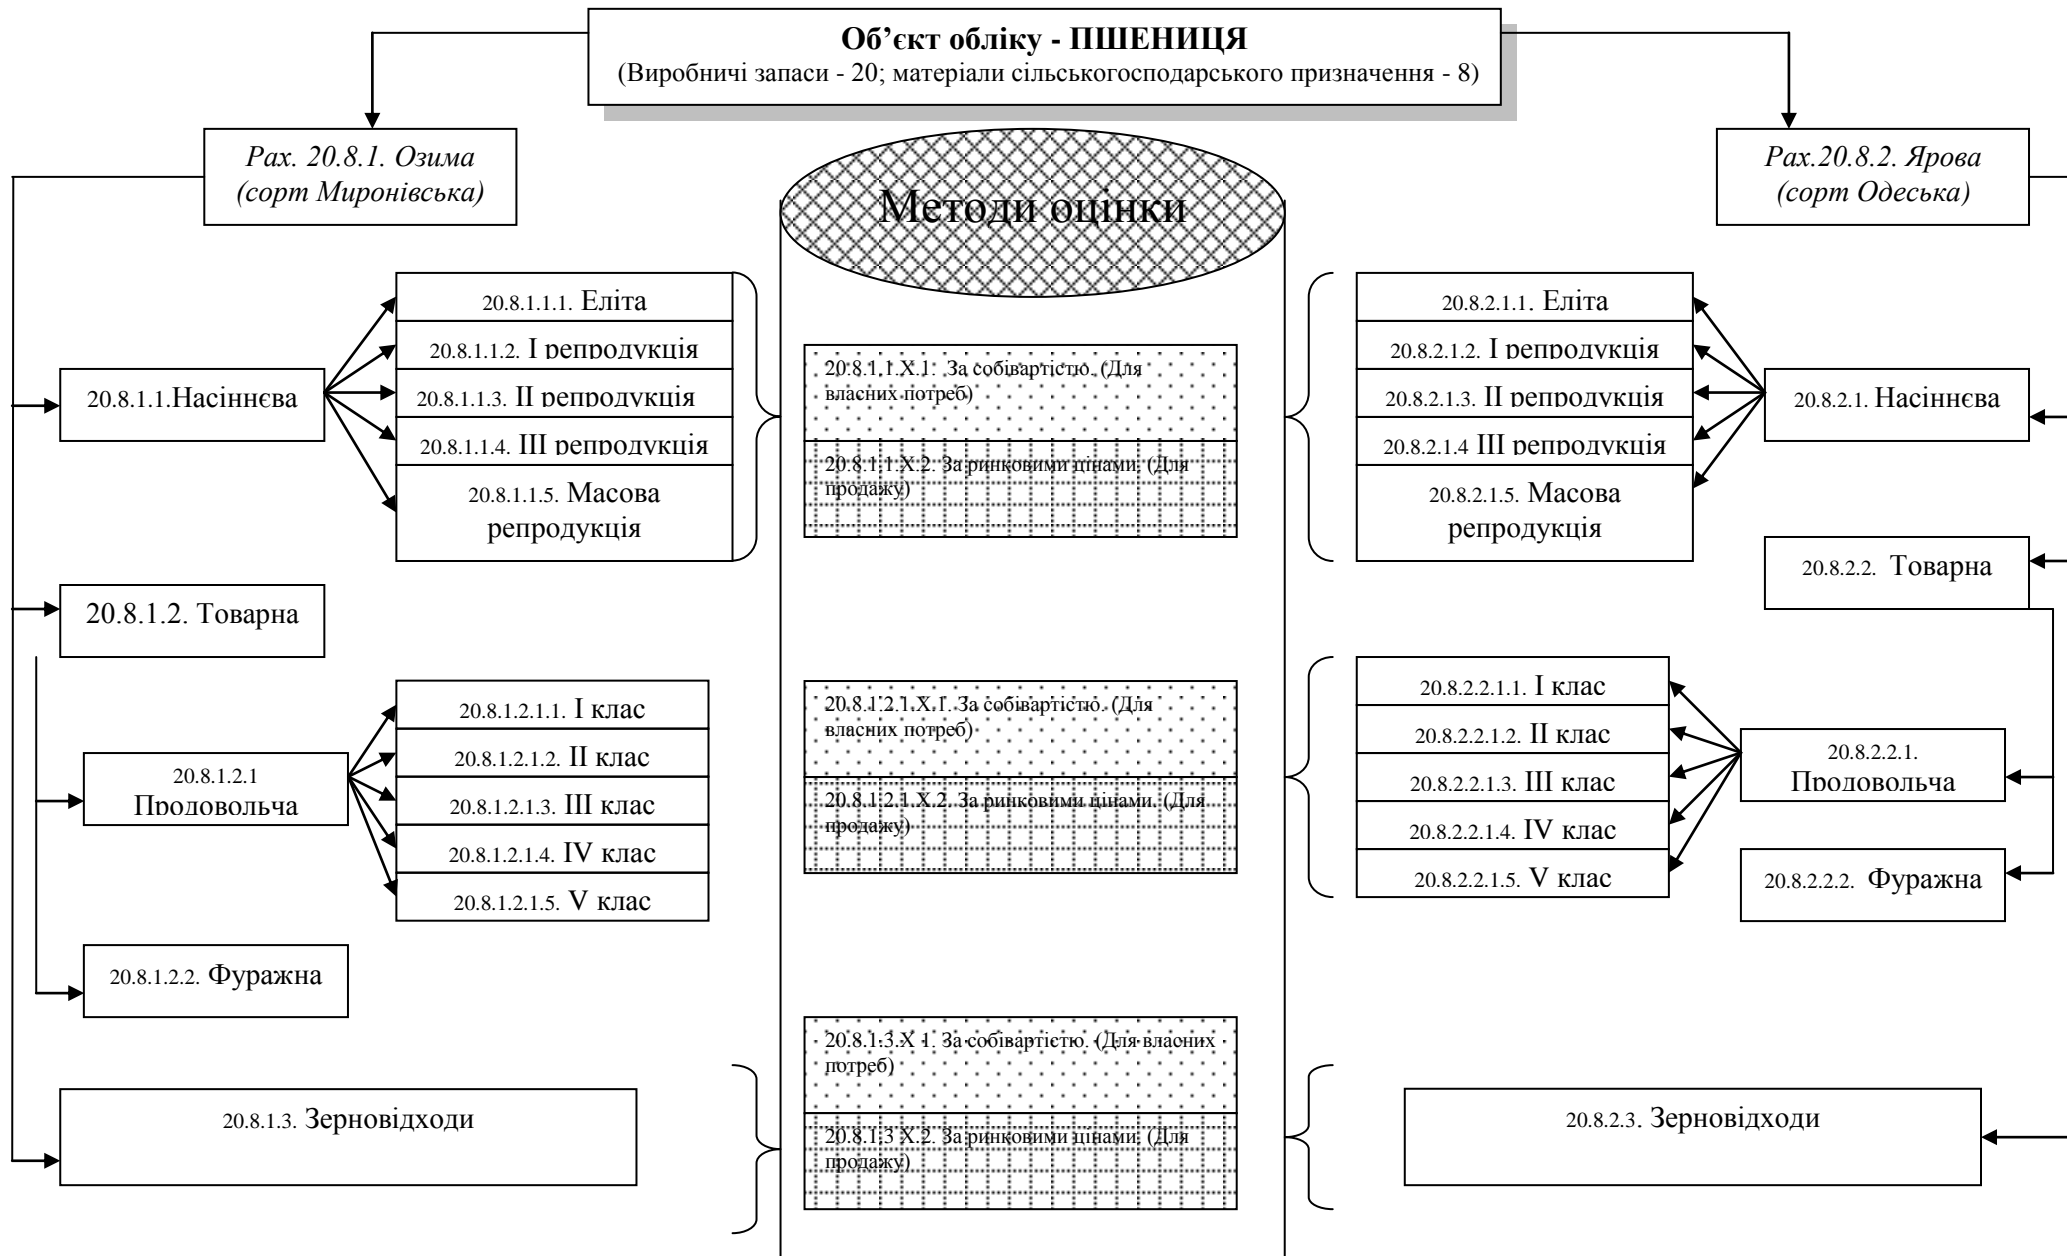 Об’єкт обліку - ПШЕНИЦЯ
(Виробничі запаси - 20; матеріали сільськогосподарського призначення - 8)
Рах. 20.8.1. Озима
(сорт Миронівська)
Рах.20.8.2. Ярова
(сорт Одеська)
Методи оцінки
20.8.1.1.Насіннєва
20.8.1.1.1. Еліта
20.8.1.1.2. I репродукція
20.8.1.1.3. II репродукція
20.8.1.1.4. III репродукція
20.8.1.1.5. Масова
репродукція
20.8.1.1.X.1. За собівартістю. (Для
власних потреб)
20.8.1.1.X.2. За ринковими цінами. (Для
продажу)
20.8.2.1.1. Еліта
20.8.2.1.2. I репродукція
20.8.2.1.3. II репродукція
20.8.2.1.4 III репродукція
20.8.2.1.5. Масова
репродукція
20.8.2.1. Насіннєва
20.8.1.2. Товарна
20.8.2.2. Товарна
20.8.1.2.1
Продовольча
20.8.1.2.1.1. I клас
20.8.1.2.1.2. II клас
20.8.1.2.1.3. III клас
20.8.1.2.1.4. IV клас
20.8.1.2.1.5. V клас
20.8.1.2.1.X.1. За собівартістю. (Для
власних потреб)
20.8.1.2.1.X.2. За ринковими цінами. (Для
продажу)
20.8.2.2.1.1. I клас
20.8.2.2.1.2. II клас
20.8.2.2.1.3. III клас
20.8.2.2.1.4. IV клас
20.8.2.2.1.5. V клас
20.8.2.2.1.
Продовольча
20.8.2.2.2. Фуражна
20.8.1.2.2. Фуражна
20.8.1.3. Зерновідходи
20.8.1.3.X 1. За собівартістю. (Для власних
потреб)
20.8.1.3 X.2. За ринковими цінами. (Для
продажу)
20.8.2.3. Зерновідходи